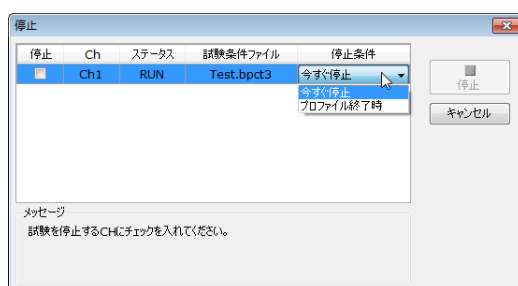 停止
停止 Ch ステータス 試験条件ファイル 停止条件
Ch1 RUN Test.bpct3 今すぐ停止
今すぐ停止
プロファイル終了時
停止
キャンセル
メッセージ
試験を停止するCHにチェックを入れてください。